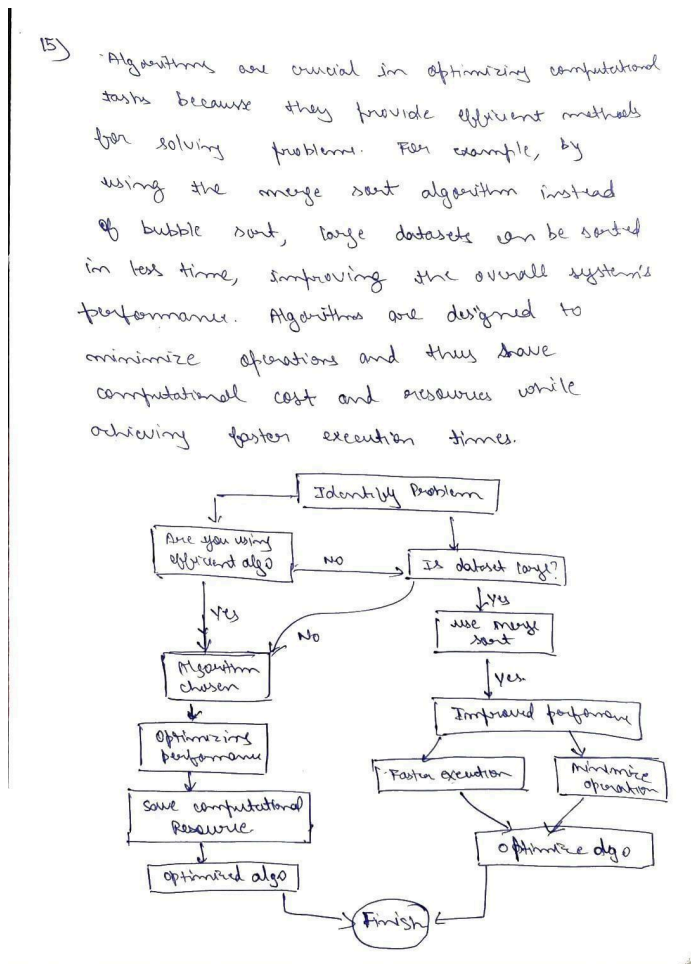 15)
Algorithms are crucial in optimizing computational
tasks because they provide efficient methods
for solving problems. For example, by
using the merge sort algorithm instead
of bubble sort, large datasets can be sorted
in less time, improving the overall system's
performance. Algorithms are designed to
minimize operations and thus save
computational cost and resources while
achieving faster execution times.
Identify Problem
Are you using
efficient algo
NO
Is dataset large?
Yes
Yes
NO
use merge
sort
Algorithm
chosen
Yes.
Improved performance
Optimizing
performance
Faster execution
minimize
operation
Save computational
Resource
optimize algo
optimized algo
Finish